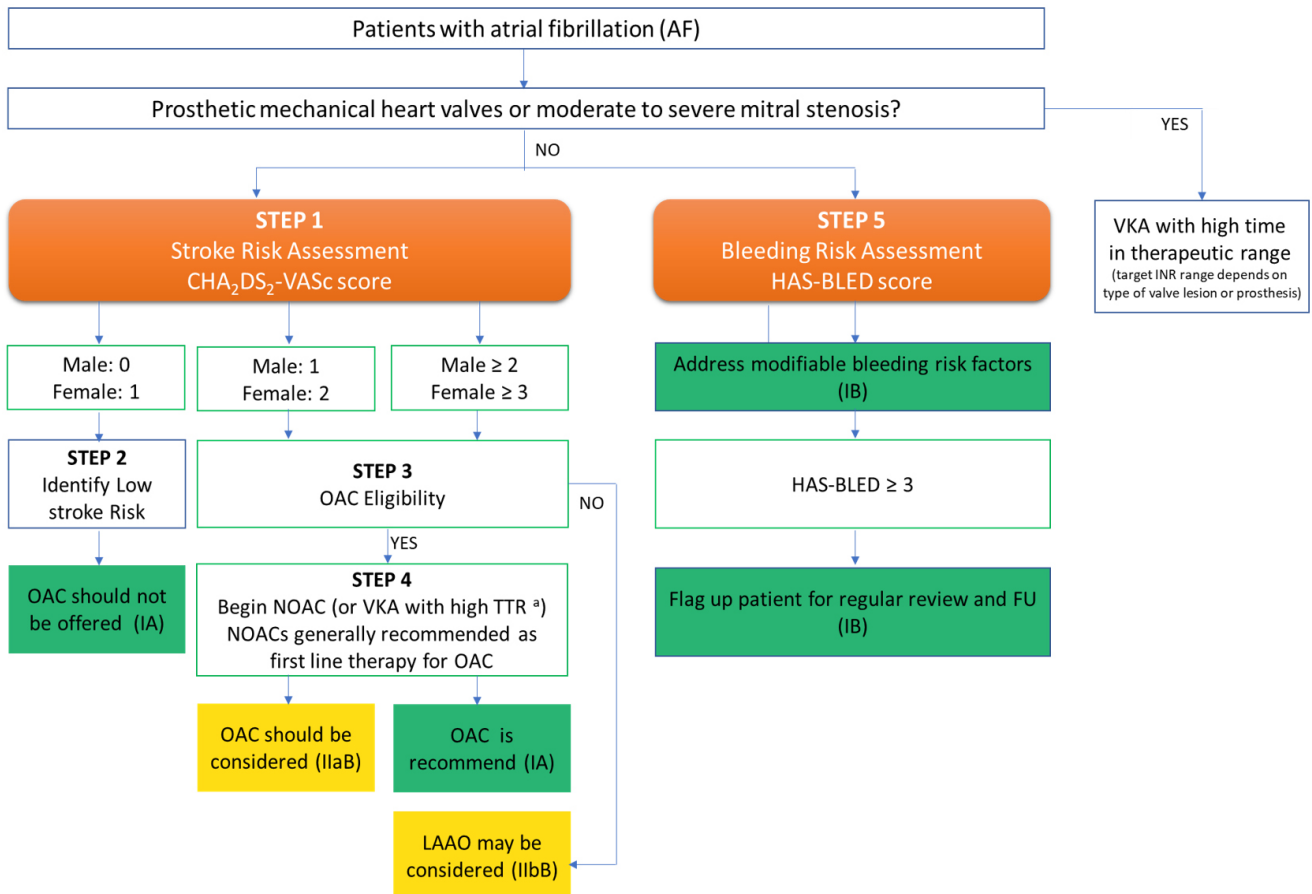 Patients with atrial fibrillation (AF)
Prosthetic mechanical heart valves or moderate to severe mitral stenosis?
YES
NO
STEP 1
Stroke Risk Assessment
CHA₂DS₂-VASc score
STEP 5
Bleeding Risk Assessment
HAS-BLED score
VKA with high time
in therapeutic range
(target INR range depends on
type of valve lesion or prosthesis)
Male: 0
Female: 1
Male: 1
Female: 2
Male ≥ 2
Female ≥ 3
Address modifiable bleeding risk factors
(IB)
STEP 2
Identify Low
stroke Risk
STEP 3
OAC Eligibility
NO
HAS-BLED ≥ 3
YES
OAC should not
be offered (IA)
STEP 4
Begin NOAC (or VKA with high TTR ᵃ)
NOACs generally recommended as
first line therapy for OAC
Flag up patient for regular review and FU
(IB)
OAC should be
considered (IIaB)
OAC is
recommend (IA)
LAAO may be
considered (IIbB)